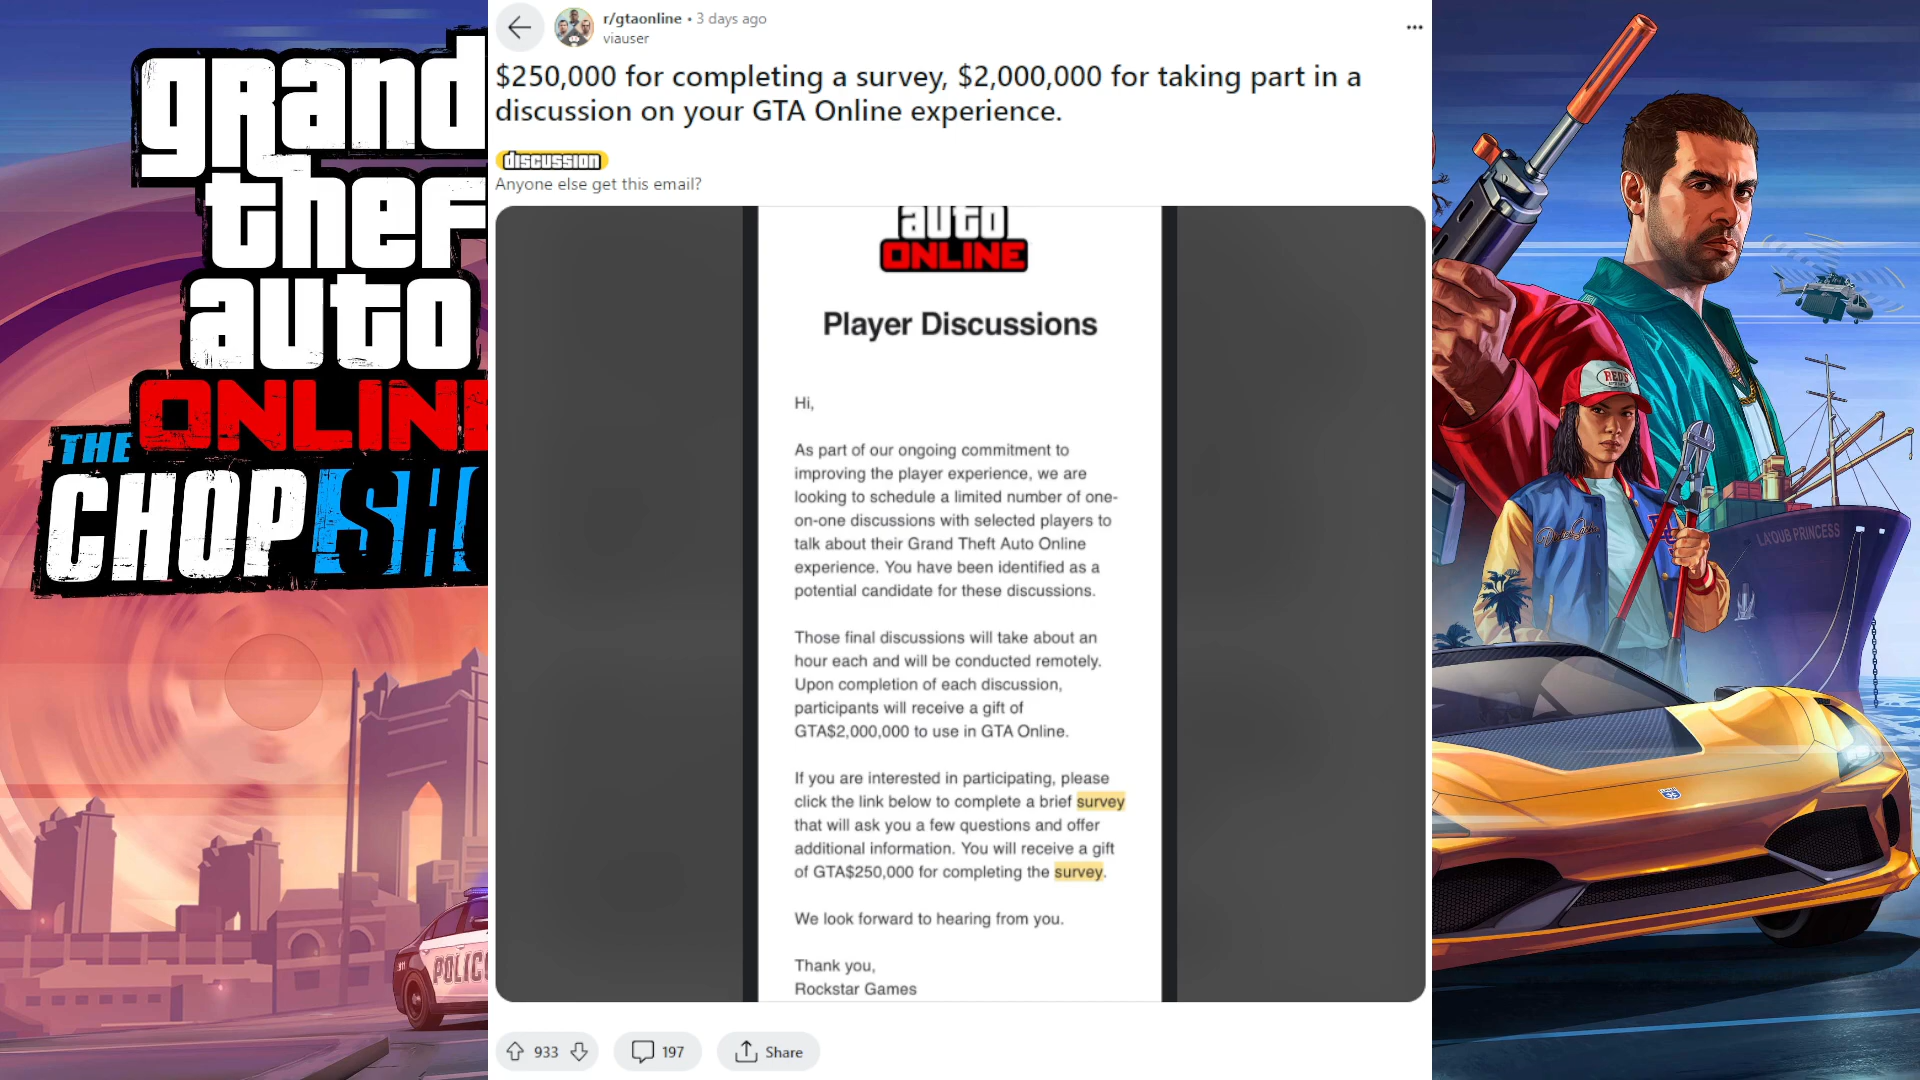 grand
theft
auto
ONLINE
THE
CHOP SH
r/gtaonline • 3 days ago
viauser
$250,000 for completing a survey, $2,000,000 for taking part in a
discussion on your GTA Online experience.
discussion
Anyone else get this email?
auto
ONLINE
Player Discussions
Hi,
As part of our ongoing commitment to
improving the player experience, we are
looking to schedule a limited number of one-
on-one discussions with selected players to
talk about their Grand Theft Auto Online
experience. You have been identified as a
potential candidate for these discussions.
Those final discussions will take about an
hour each and will be conducted remotely.
Upon completion of each discussion,
participants will receive a gift of
GTA$2,000,000 to use in GTA Online.
If you are interested in participating, please
click the link below to complete a brief survey
that will ask you a few questions and offer
additional information. You will receive a gift
of GTA$250,000 for completing the survey.
We look forward to hearing from you.
Thank you,
Rockstar Games
933
197
Share
RED'S
LA'OUB PRINCESS
POLIC